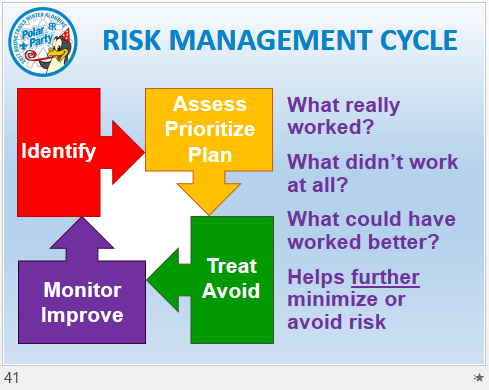 Polar
Party
RISK MANAGEMENT CYCLE
Identify
Assess
Prioritize
Plan
Treat
Avoid
Monitor
Improve
What really
worked?
What didn’t work
at all?
What could have
worked better?
Helps further
minimize or
avoid risk
41